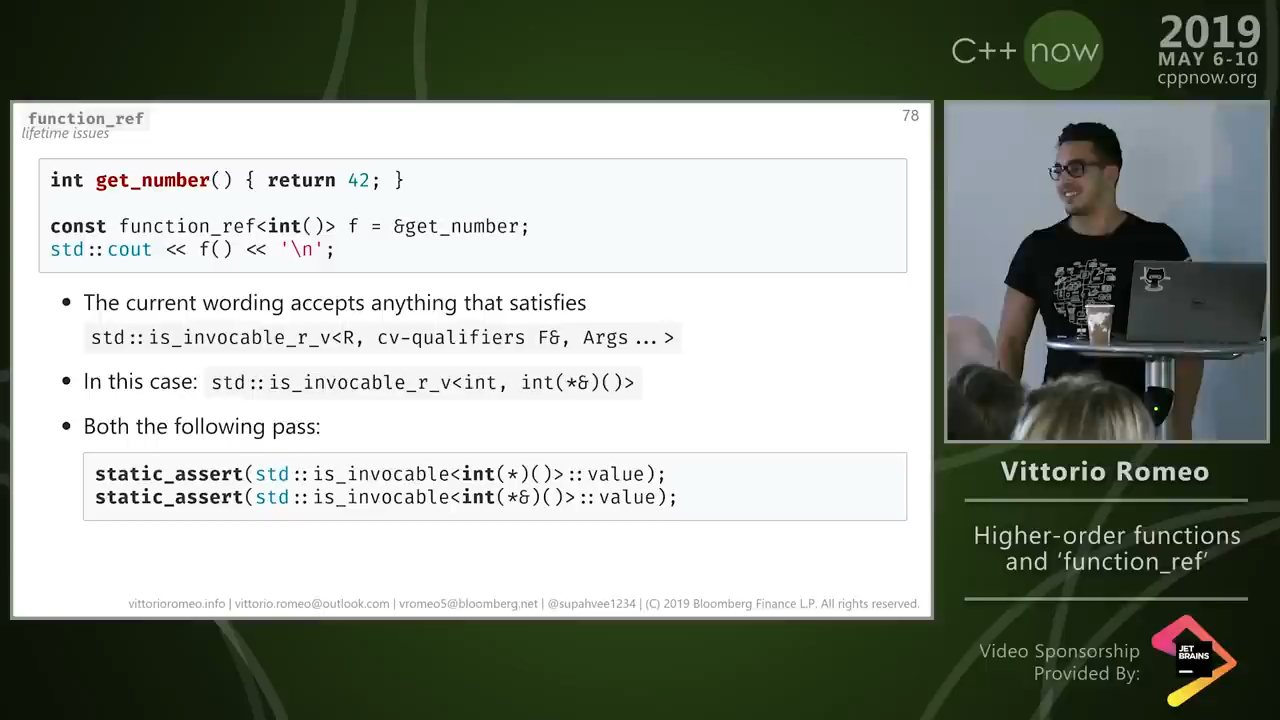 C++ now
2019
MAY 6-10
cppnow.org
function_ref
lifetime issues
78
int get_number() { return 42; }
const function_ref<int()> f = &get_number;
std::cout << f() << '\n';
• The current wording accepts anything that satisfies
std::is_invocable_r_v<R, cv-qualifiers F&, Args...>
• In this case: std::is_invocable_r_v<int, int(*&)()>
• Both the following pass:
static_assert(std::is_invocable<int(*)()>::value);
static_assert(std::is_invocable<int(*&)()>::value);
vittorioromeo.info | vittorio.romeo@outlook.com | vromeo5@bloomberg.net | @supahvee1234 | (C) 2019 Bloomberg Finance L.P. All rights reserved.
Vittorio Romeo
Higher-order functions
and ‘function_ref’
Video Sponsorship
Provided By:
JET
BRAINS